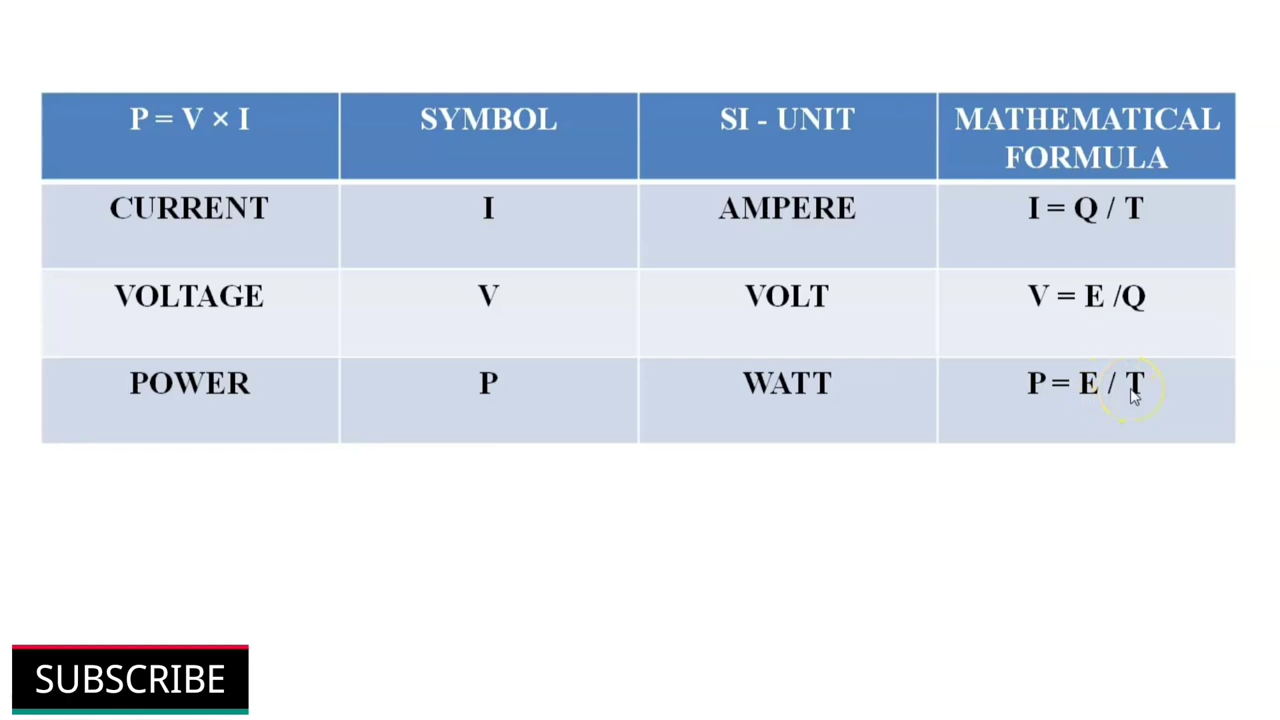 P = V × I SYMBOL SI - UNIT MATHEMATICAL
FORMULA
CURRENT I AMPERE I = Q / T
VOLTAGE V VOLT V = E /Q
POWER P WATT P = E / T
SUBSCRIBE